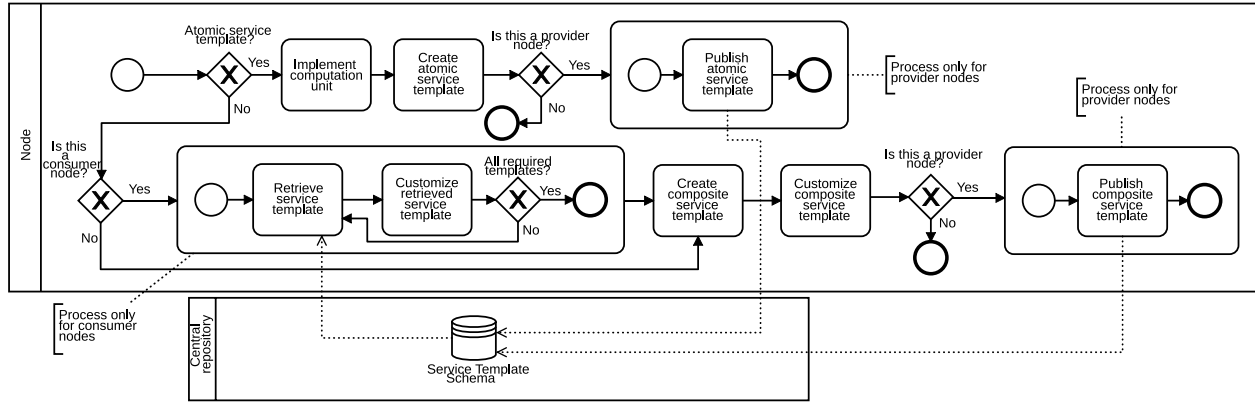 Node
Atomic service
template?
Yes
No
Implement
computation
unit
Create
atomic
service
template
Is this a provider
node?
Yes
No
Publish
atomic
service
template
Process only for
provider nodes
Process only for
provider nodes
Is this
a
consumer
node?
Yes
No
Retrieve
service
template
Customize
retrieved service
template
All required
templates?
Yes
No
Create
composite
service
template
Customize
composite service
template
Is this a provider
node?
Yes
No
Publish
composite
service
template
Process only
for consumer
nodes
Central
repository
Service Template
Schema